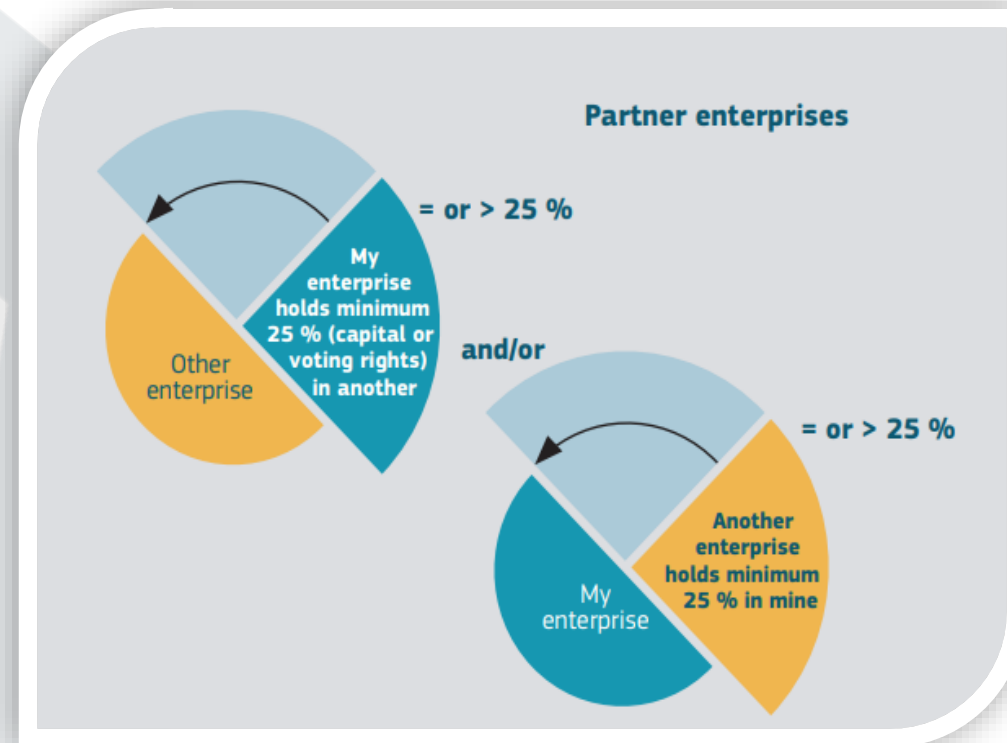 Partner enterprises
= or > 25 %
My
enterprise
holds minimum
25 % (capital or
voting rights)
in another
Other
enterprise
and/or
= or > 25 %
Another
enterprise
holds minimum
25 % in mine
My
enterprise